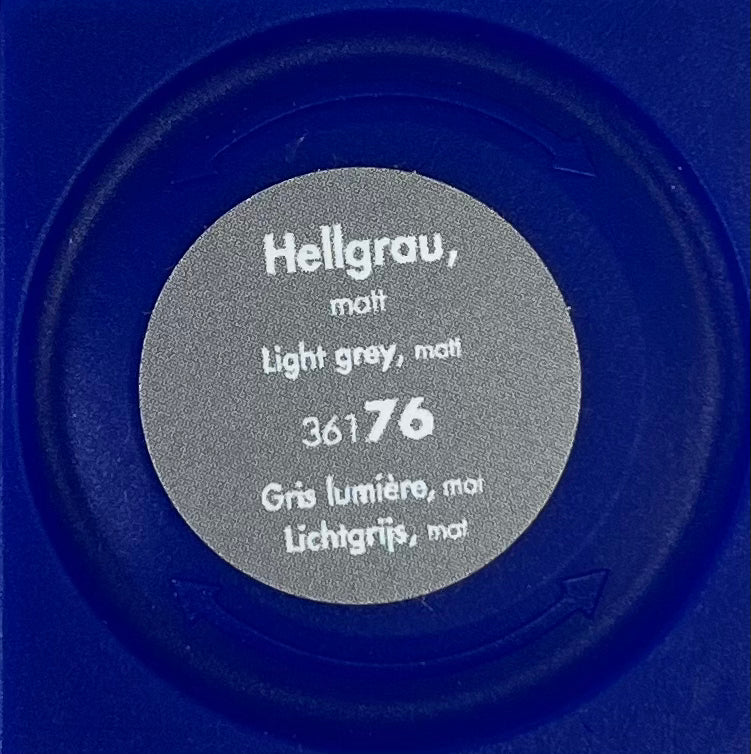 Hellgrau,
matt
Light grey, matt
36176
Gris lumière, mat
Lichtgrijs, mat